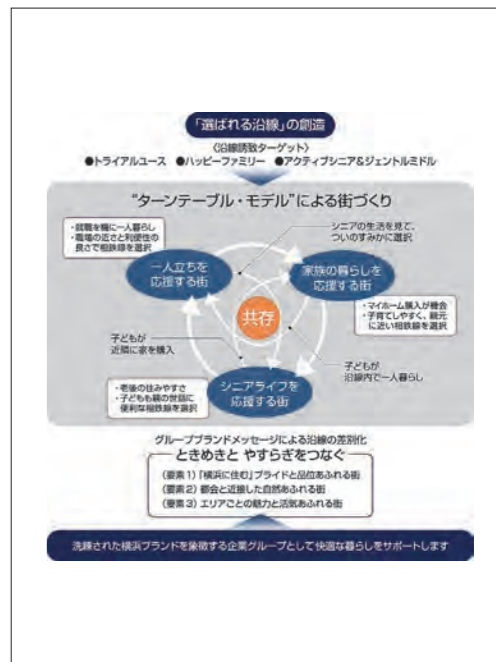 「選ばれる沿線」の創造
〈沿線誘致ターゲット〉
●トライアルユース ●ハッピーファミリー ●アクティブシニア&ジェントルミドル
“ターンテーブル・モデル”による街づくり
・就職を機に一人暮らし
・職場の近さと利便性の
良さで相鉄線を選択
シニアの生活を見て、
ついのすみかに選択
一人立ちを
応援する街
家族の暮らしを
応援する街
共存
・マイホーム購入が機会
・子育てしやすく、親元
に近い相鉄線を選択
子どもが
近隣に家を購入
子どもが
沿線内で一人暮らし
シニアライフを
応援する街
・老後の住みやすさ
・子どもも親の世話に
便利な相鉄線を選択
グループブランドメッセージによる沿線の差別化
ときめきと やすらぎをつなぐ
（要素1）「横浜に住む」プライドと品位あふれる街
（要素2）都会と近接した自然あふれる街
（要素3）エリアごとの魅力と活気あふれる街
洗練された横浜ブランドを象徴する企業グループとして快適な暮らしをサポートします